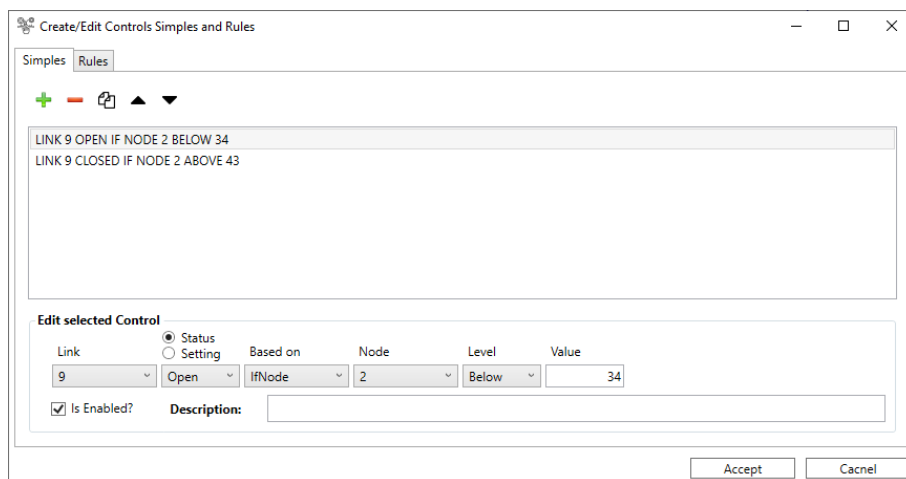 Create/Edit Controls Simples and Rules
Simples Rules
LINK 9 OPEN IF NODE 2 BELOW 34
LINK 9 CLOSED IF NODE 2 ABOVE 43
Edit selected Control
Status
Link Setting Based on Node Level Value
9 Open IfNode 2 Below 34
Is Enabled? Description:
Accept Cacnel